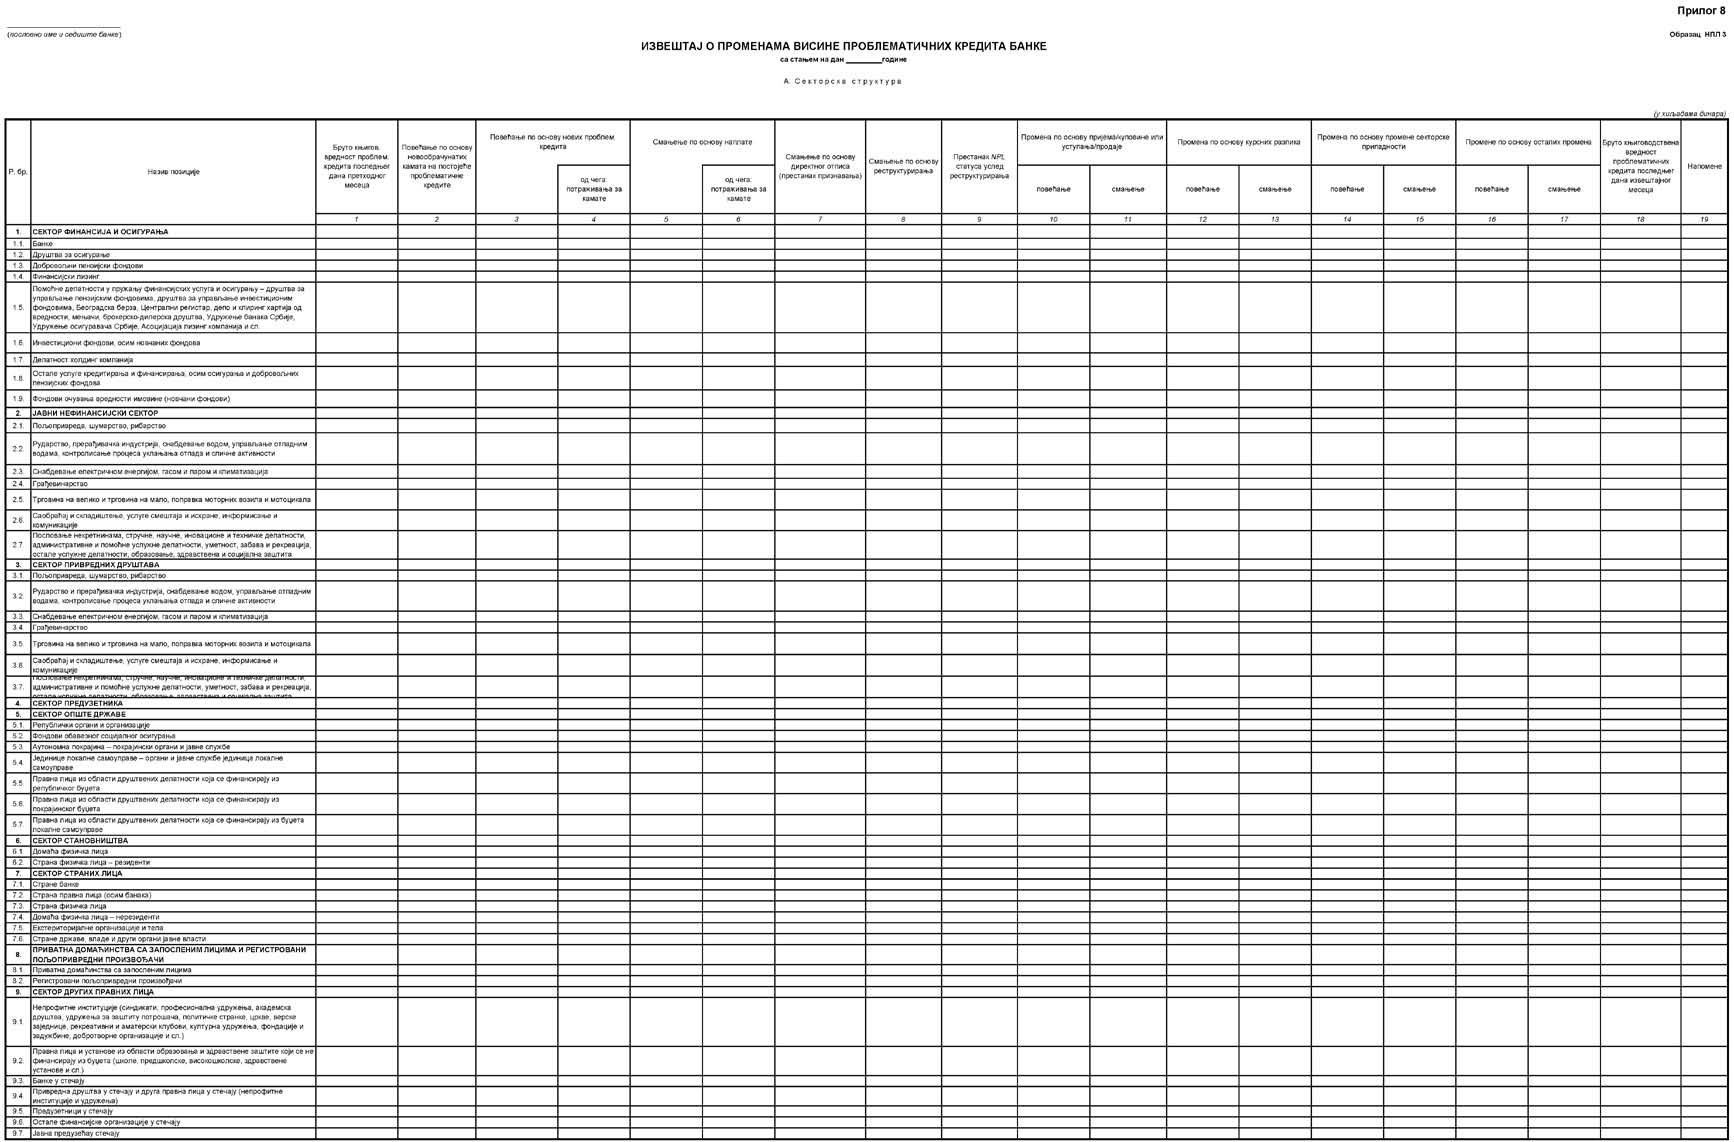 Прилог 8
(пословно име и седиште банке)
Образац НПЛ 3
ИЗВЕШТАЈ О ПРОМЕНАМА ВИСИНЕ ПРОБЛЕМАТИЧНИХ КРЕДИТА БАНКЕ
са стањем на дан ________године
А. Секторска структура
(у хиљадама динара)
Р. бр.
Назив позиције
Бруто књигов.
вредност проблем.
кредита последњег
дана претходног
месеца
Повећање по основу
новообрачунатих
камата на постојеће
проблематичне
кредите
Повећање по основу нових проблем.
кредита
од чега:
потраживања за
камате
Смањење по основу наплате
од чега:
потраживања за
камате
Смањење по основу
директног отписа
(престанак признавања)
Смањење по основу
реструктурирања
Престанак NPL
статуса услед
реструктурирања
Промена по основу пријема/куповине или
уступања/продаје
повећање
смањење
Промена по основу курсних разлика
повећање
смањење
Промена по основу промене секторске
припадности
повећање
смањење
Промене по основу осталих промена
повећање
смањење
Бруто књиговодствена
вредност
проблематичних
кредита последњег
дана извештајног
месеца
Напомене
1 2 3 4 5 6 7 8 9 10 11 12 13 14 15 16 17 18 19
1. СЕКТОР ФИНАНСИЈА И ОСИГУРАЊА
1.1. Банке
1.2. Друштва за осигурање
1.3. Добровољни пензијски фондови
1.4. Финансијски лизинг
1.5. Помоћне делатности у пружању финансијских услуга и осигурању – друштва за
управљање пензијским фондовима, друштва за управљање инвестиционим
фондовима, Београдска берза, Централни регистар, депо и клиринг хартија од
вредности, мењачи, брокерско-дилерска друштва, Удружење банака Србије,
Удружење осигуравача Србије, Асоцијација лизинг компанија и сл.
1.6. Инвестициони фондови, осим новчаних фондова
1.7. Делатност холдинг компанија
1.8. Остале услуге кредитирања и финансирања, осим осигурања и добровољних
пензијских фондова
1.9. Фондови очувања вредности имовине (новчани фондови)
2. ЈАВНИ НЕФИНАНСИЈСКИ СЕКТОР
2.1. Пољопривреда, шумарство, рибарство
2.2. Рударство, прерађивачка индустрија, снабдевање водом, управљање отпадним
водама, контролисање процеса уклањања отпада и сличне активности
2.3. Снабдевање електричном енергијом, гасом и паром и климатизација
2.4. Грађевинарство
2.5. Трговина на велико и трговина на мало, поправка моторних возила и мотоцикала
2.6. Саобраћај и складиштење, услуге смештаја и исхране, информисање и
комуникације
2.7. Пословање некретнинама, стручне, научне, иновационе и техничке делатности,
административне и помоћне услужне делатности, уметност, забава и рекреација,
остале услужне делатности, образовање, здравствена и социјална заштита
3. СЕКТОР ПРИВРЕДНИХ ДРУШТАВА
3.1. Пољопривреда, шумарство, рибарство
3.2. Рударство и прерађивачка индустрија, снабдевање водом, управљање отпадним
водама, контролисање процеса уклањања отпада и сличне активности
3.3. Снабдевање електричном енергијом, гасом и паром и климатизација
3.4. Грађевинарство
3.5. Трговина на велико и трговина на мало, поправка моторних возила и мотоцикала
3.6. Саобраћај и складиштење, услуге смештаја и исхране, информисање и
комуникације
3.7. Пословање некретнинама, стручне, научне, иновационе и техничке делатности,
административне и помоћне услужне делатности, уметност, забава и рекреација,
остале услужне делатности, образовање, здравствена и социјална заштита
4. СЕКТОР ПРЕДУЗЕТНИКА
5. СЕКТОР ОПШТЕ ДРЖАВЕ
5.1. Републички органи и организације
5.2. Фондови обавезног социјалног осигурања
5.3. Аутономна покрајина – покрајински органи и јавне службе
5.4. Јединице локалне самоуправе – органи и јавне службе јединица локалне
самоуправе
5.5. Правна лица из области друштвених делатности која се финансирају из
републичког буџета
5.6. Правна лица из области друштвених делатности која се финансирају из
покрајинског буџета
5.7. Правна лица из области друштвених делатности која се финансирају из буџета
локалне самоуправе
6. СЕКТОР СТАНОВНИШТВА
6.1. Домаћа физичка лица
6.2. Страна физичка лица – резиденти
7. СЕКТОР СТРАНИХ ЛИЦА
7.1. Стране банке
7.2. Страна правна лица (осим банака)
7.3. Страна физичка лица
7.4. Домаћа физичка лица – нерезиденти
7.5. Екстериторијалне организације и тела
7.6. Стране државе, владе и други органи јавне власти
8. ПРИВАТНА ДОМАЋИНСТВА СА ЗАПОСЛЕНИМ ЛИЦИМА И РЕГИСТРОВАНИ
ПОЉОПРИВРЕДНИ ПРОИЗВОЂАЧИ
8.1. Приватна домаћинства са запосленим лицима
8.2. Регистровани пољопривредни произвођачи
9. СЕКТОР ДРУГИХ ПРАВНИХ ЛИЦА
9.1. Непрофитне институције (синдикати, професионална удружења, академска
друштва, удружења за заштиту потрошача, политичке странке, цркве, верске
заједнице, рекреативни и аматерски клубови, културна удружења, фондације и
задужбине, добротворне организације и сл.)
9.2. Правна лица и установе из области образовања и здравствене заштите који се не
финансирају из буџета (школе, предшколске, високошколске, здравствене
установе и сл.)
9.3. Банке у стечају
9.4. Привредна друштва у стечају и друга правна лица у стечају (непрофитне
институције и удружења)
9.5. Предузетници у стечају
9.6. Остале финансијске организације у стечају
9.7. Јавна предузећау стечају